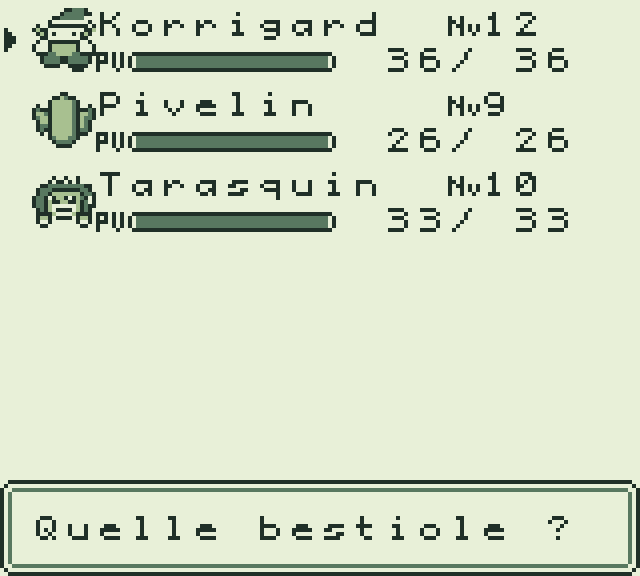 Korrigard Nv12
PV 36/ 36
Pivelin Nv9
PV 26/ 26
Tarasquin Nv10
PV 33/ 33
Quelle bestiole ?